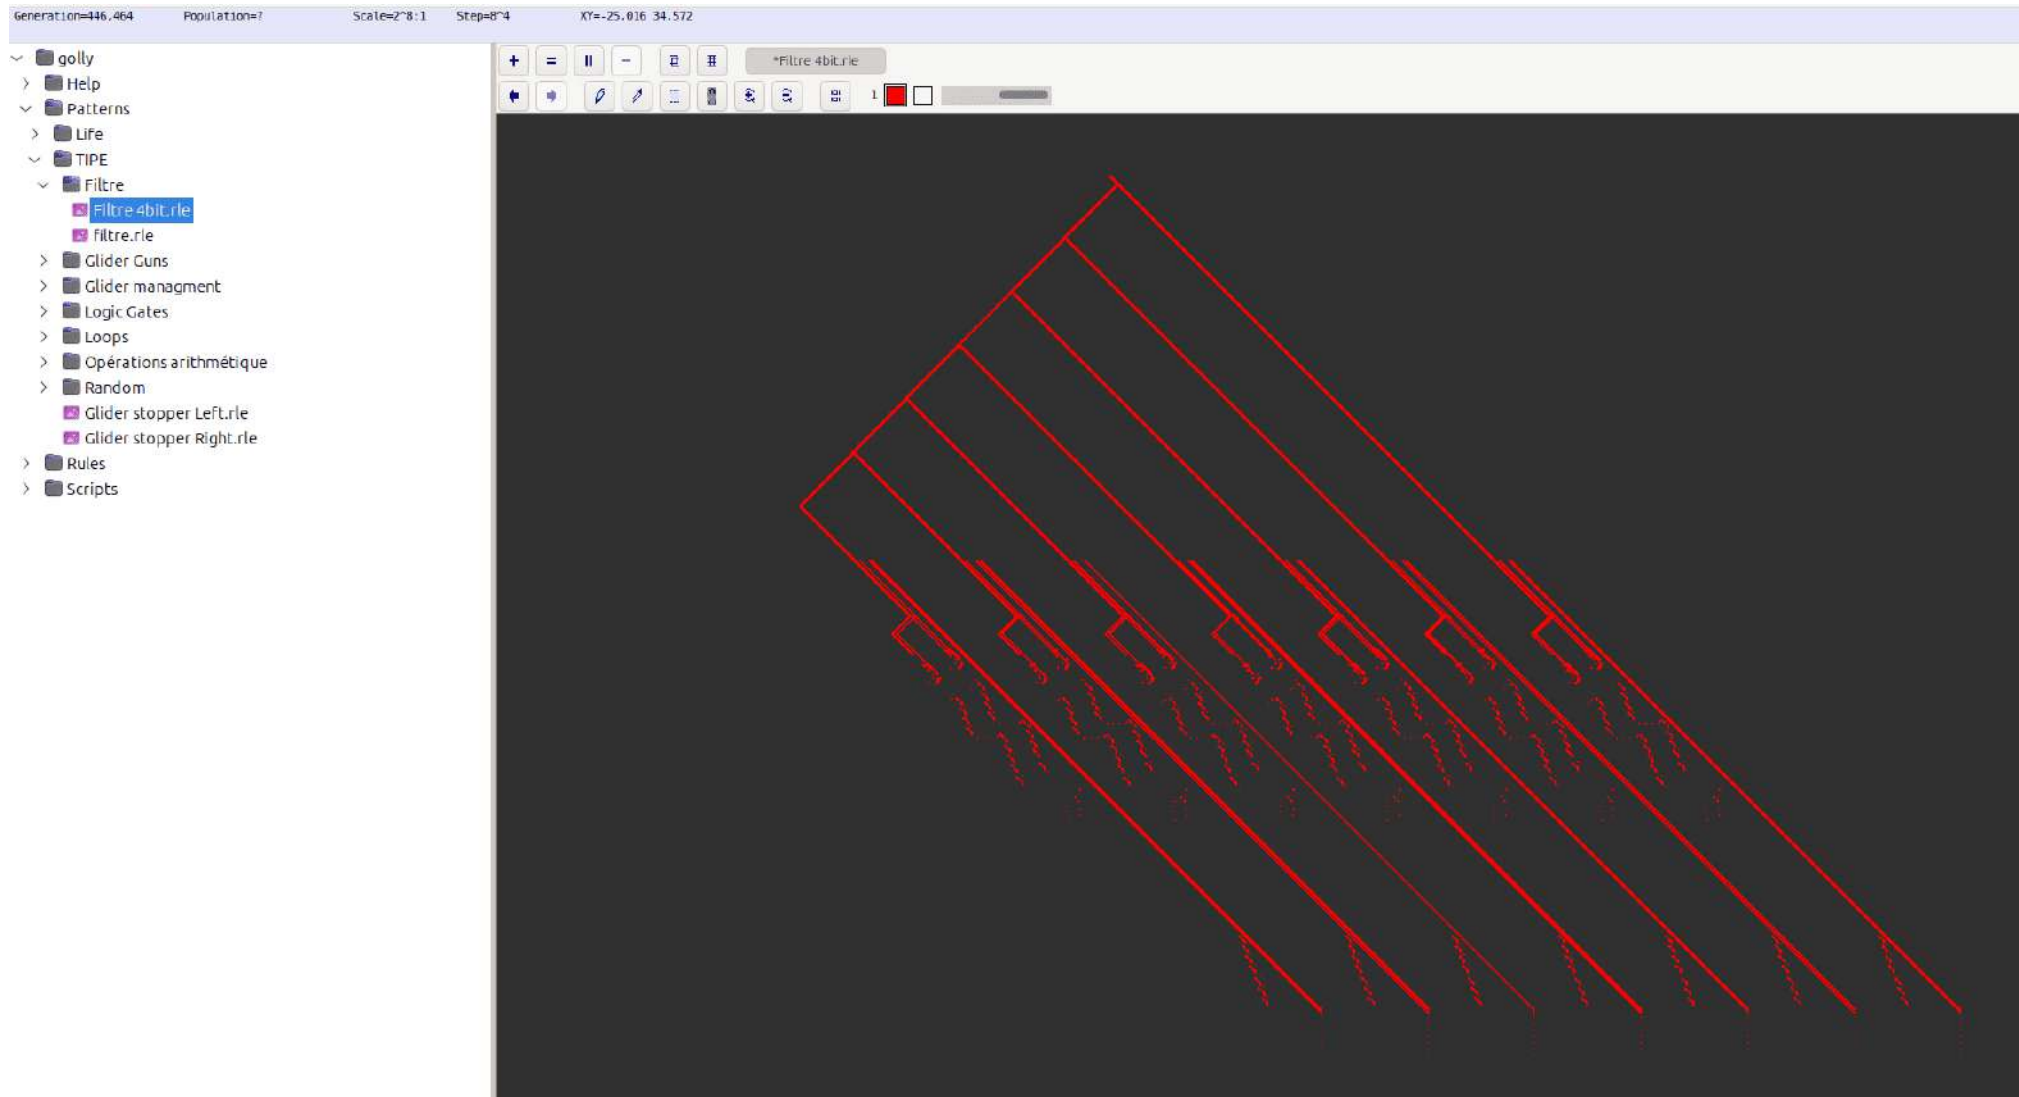 Generation=446,464 Population=? Scale=2^8:1 Step=8^4 XY=-25.016 34.572
golly
Help
Patterns
Life
TIPE
Filtre
Filtre 4bit.rle
filtre.rle
Glider Guns
Glider managment
Logic Gates
Loops
Opérations arithmétique
Random
Glider stopper Left.rle
Glider stopper Right.rle
Rules
Scripts
*Filtre 4bit.rle
1